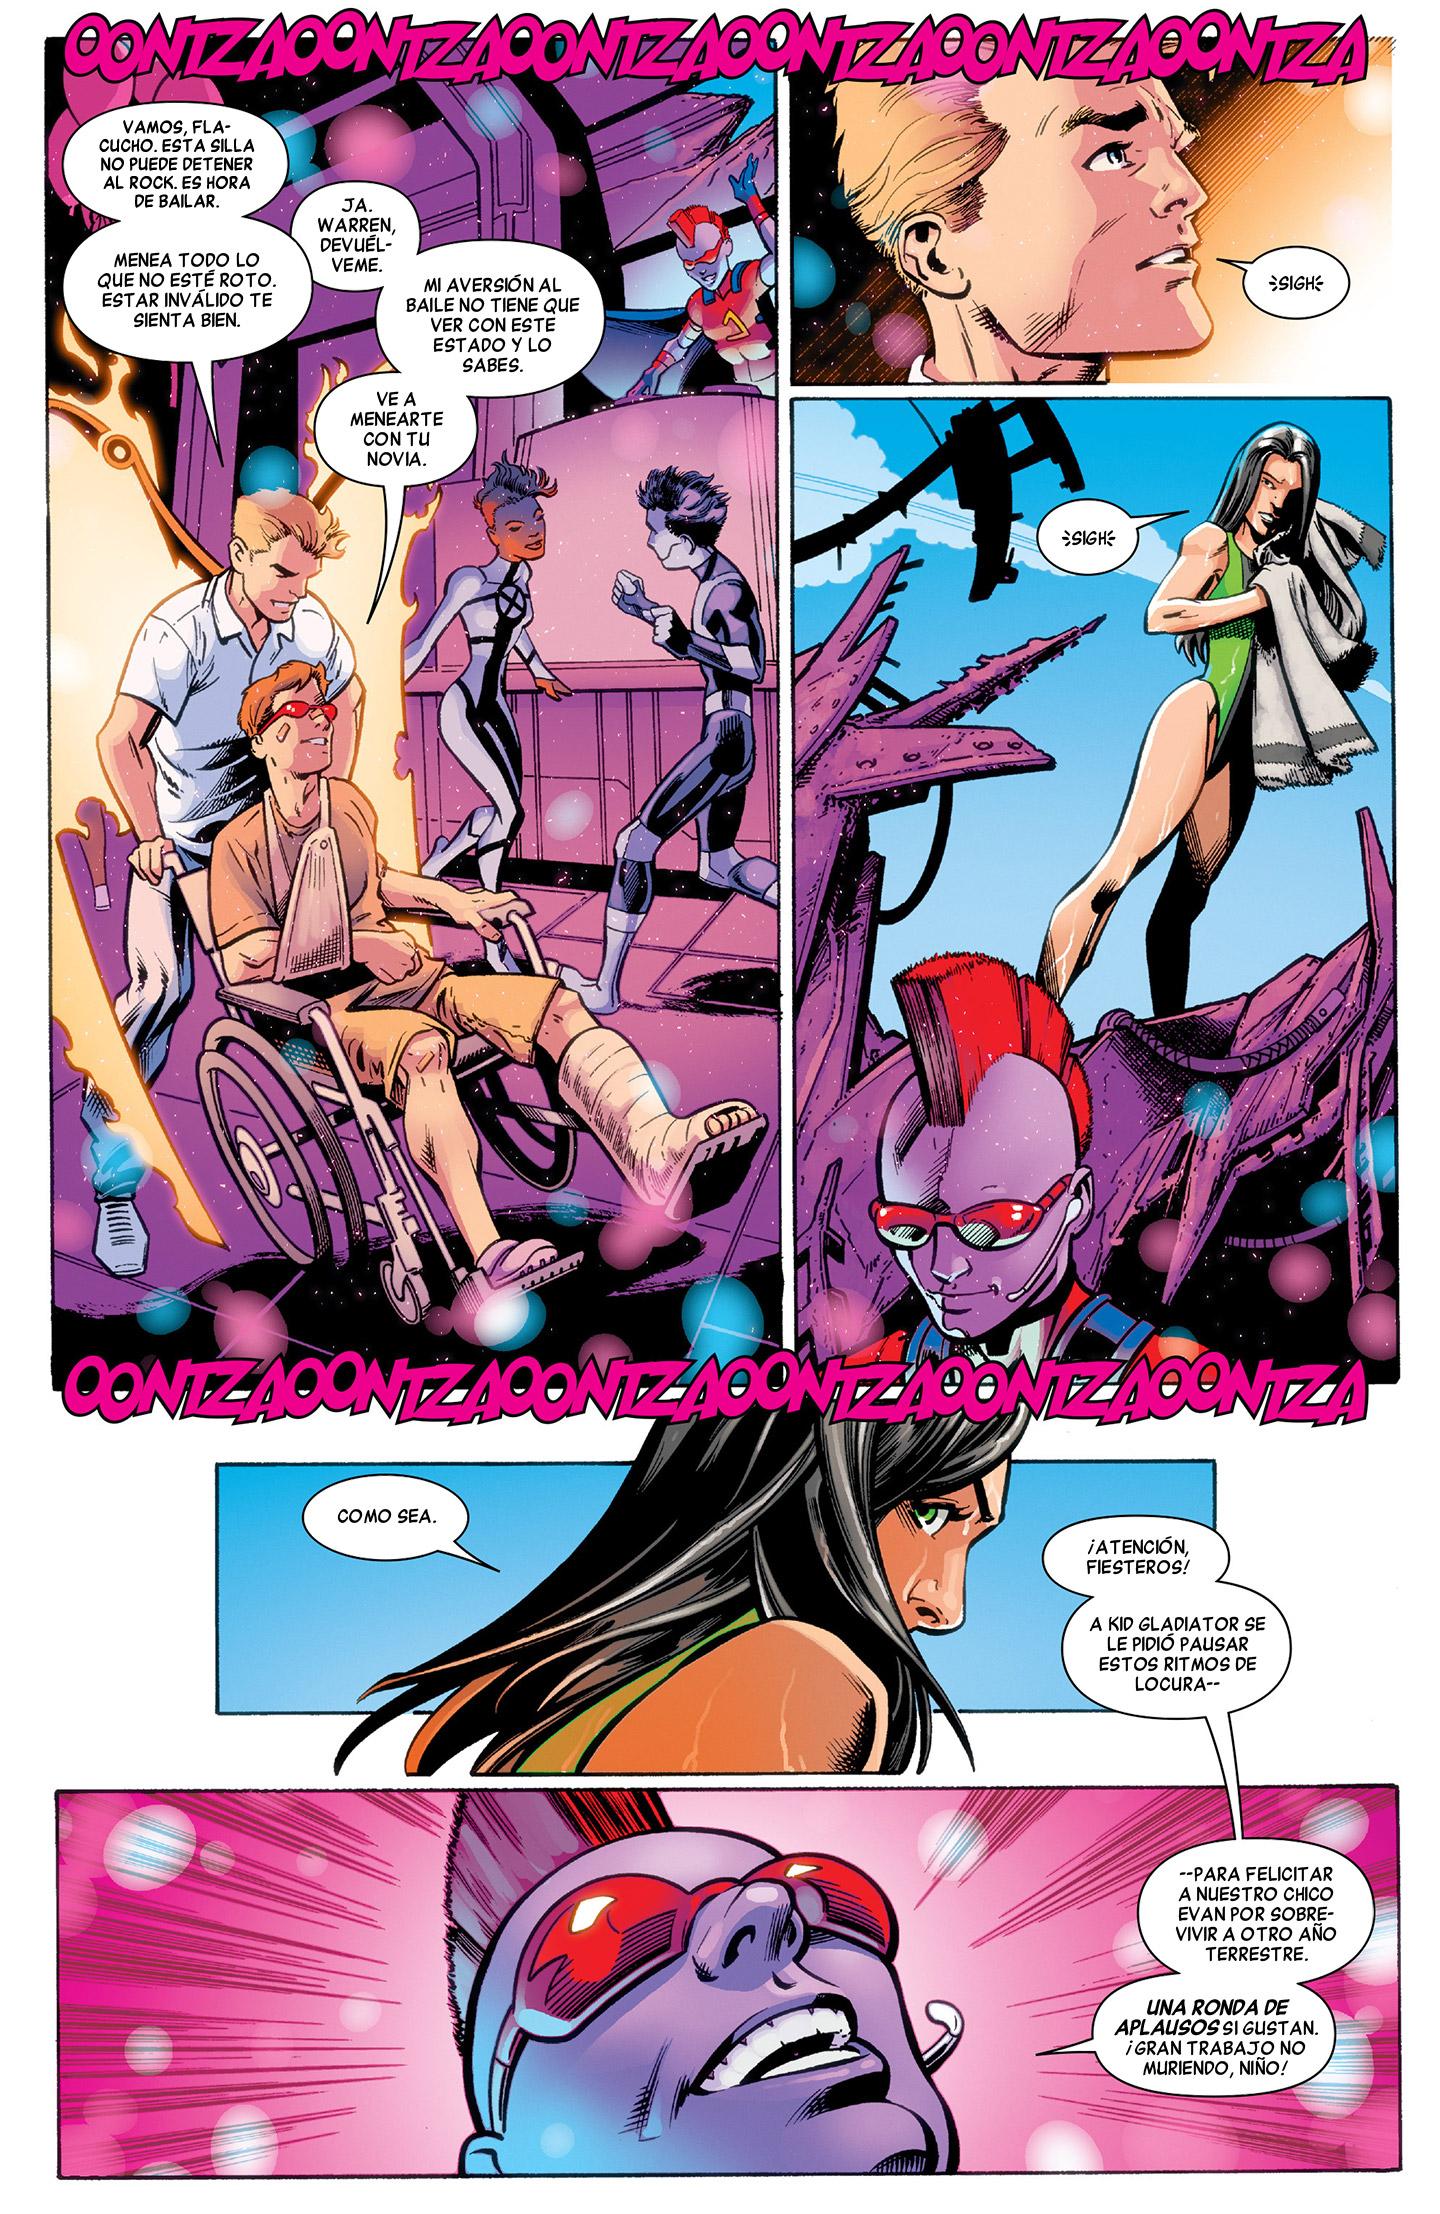 OONTZAOONTZAOONTZAOONTZAOONTZAOONTZA
VAMOS, FLA-
CUCHO. ESTA SILLA
NO PUEDE DETENER
AL ROCK. ES HORA
DE BAILAR.
MENEA TODO LO
QUE NO ESTÉ ROTO.
ESTAR INVÁLIDO TE
SIENTA BIEN.
JA.
WARREN,
DEVUÉL-
VEME.
MI AVERSIÓN AL
BAILE NO TIENE QUE
VER CON ESTE
ESTADO Y LO
SABES.
VE A
MENEARTE
CON TU
NOVIA.
SIGH
SIGH
OONTZAOONTZAOONTZAOONTZAOONTZAOONTZA
COMO SEA.
¡ATENCIÓN,
FIESTEROS!
A KID GLADIATOR SE
LE PIDIÓ PAUSAR
ESTOS RITMOS DE
LOCURA--
--PARA FELICITAR
A NUESTRO CHICO
EVAN POR SOBRE-
VIVIR A OTRO AÑO
TERRESTRE.
UNA RONDA DE
APLAUSOS SI GUSTAN.
¡GRAN TRABAJO NO
MURIENDO, NIÑO!